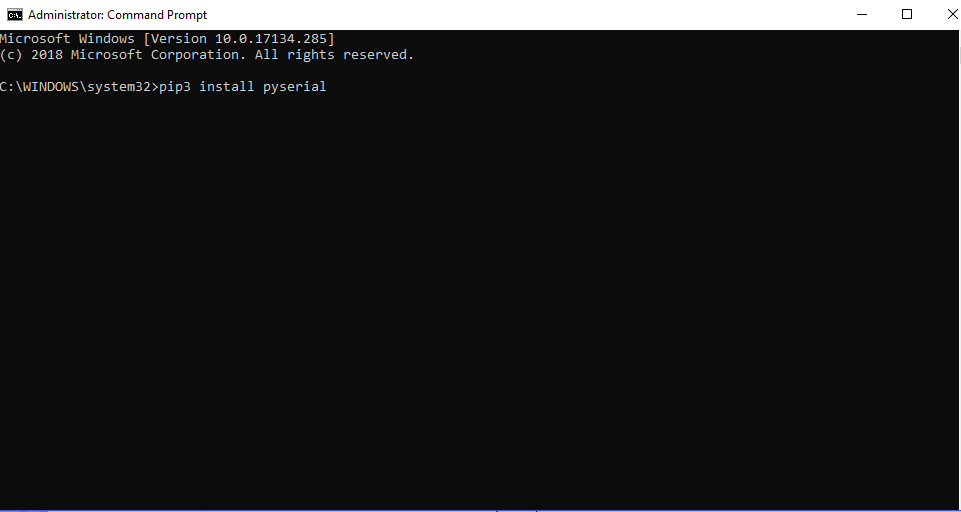 Administrator: Command Prompt
Microsoft Windows [Version 10.0.17134.285]
(c) 2018 Microsoft Corporation. All rights reserved.
C:\WINDOWS\system32>pip3 install pyserial